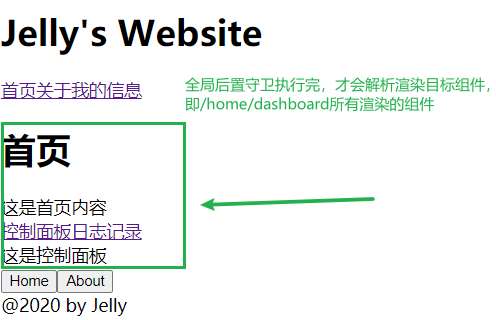 Jelly's Website
首页关于我的信息
全局后置守卫执行完，才会解析渲染目标组件，
即/home/dashboard所有渲染的组件
首页
这是首页内容
控制面板日志记录
这是控制面板
Home About
@2020 by Jelly